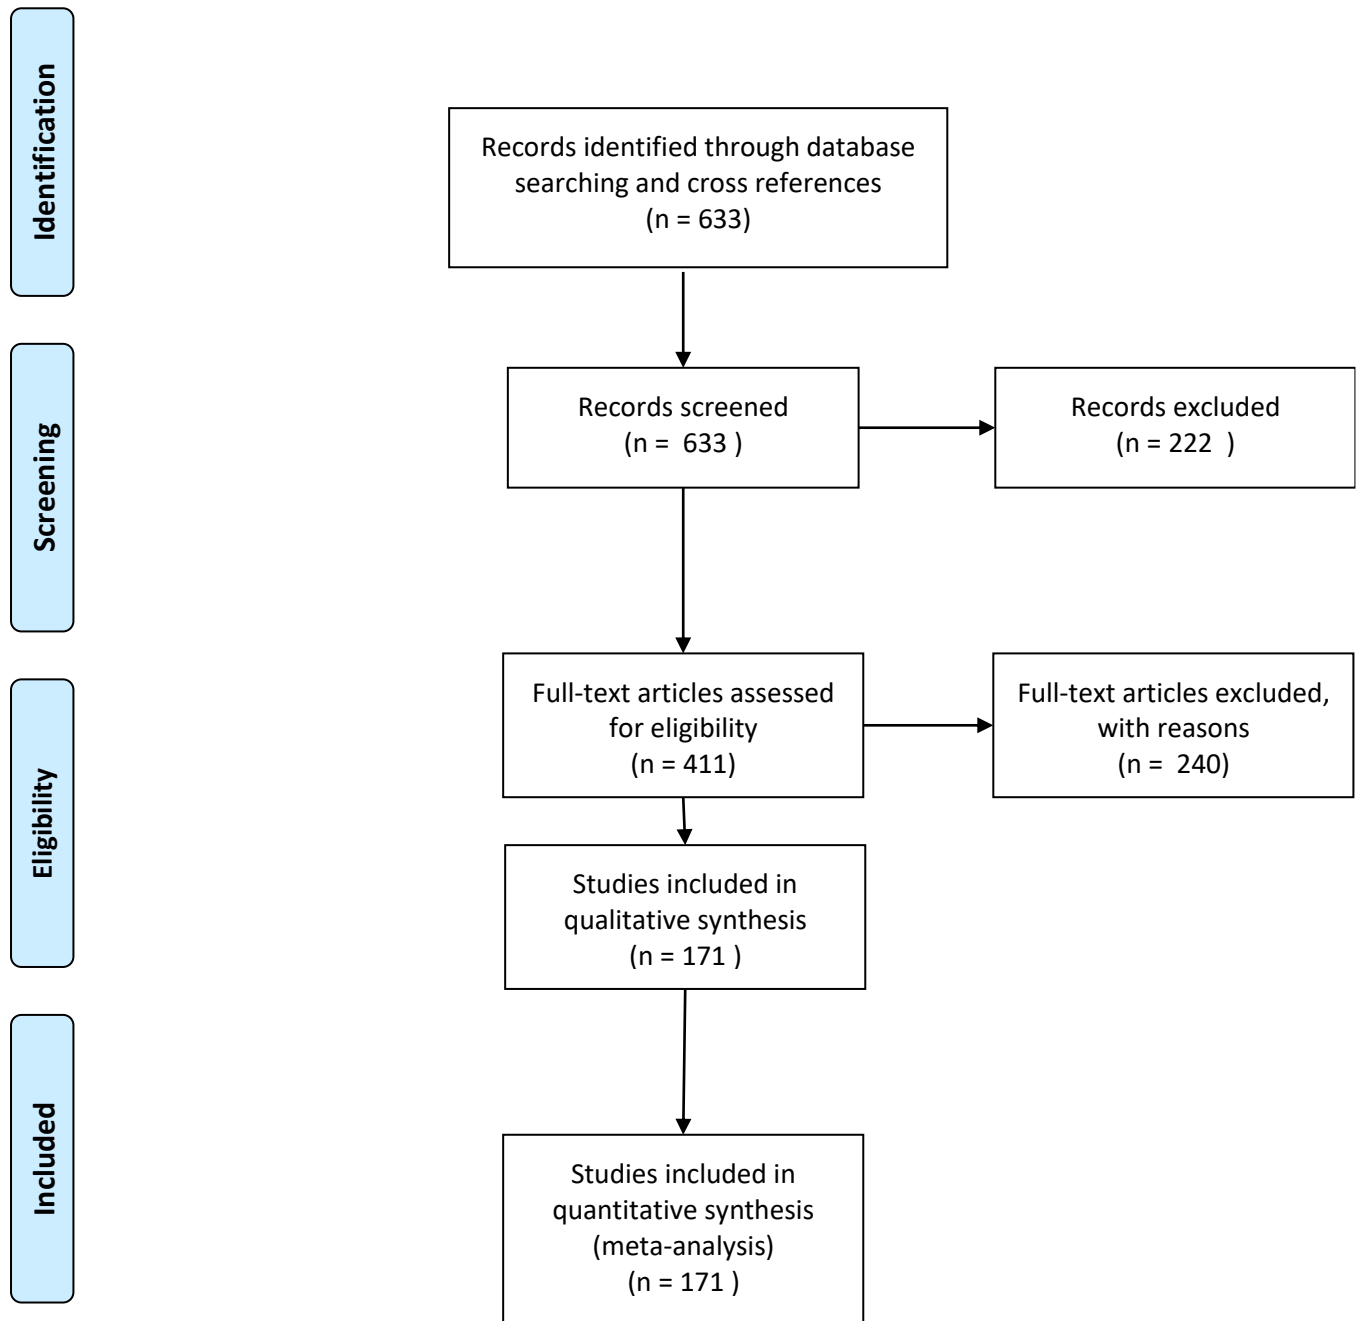 Identification
Records identified through database
searching and cross references
(n = 633)
Screening
Records screened
(n =  633 )
Records excluded
(n = 222  )
Eligibility
Full-text articles assessed
for eligibility
(n = 411)
Full-text articles excluded,
with reasons
(n =  240)
Studies included in
qualitative synthesis
(n = 171 )
Included
Studies included in
quantitative synthesis
(meta-analysis)
(n = 171 )